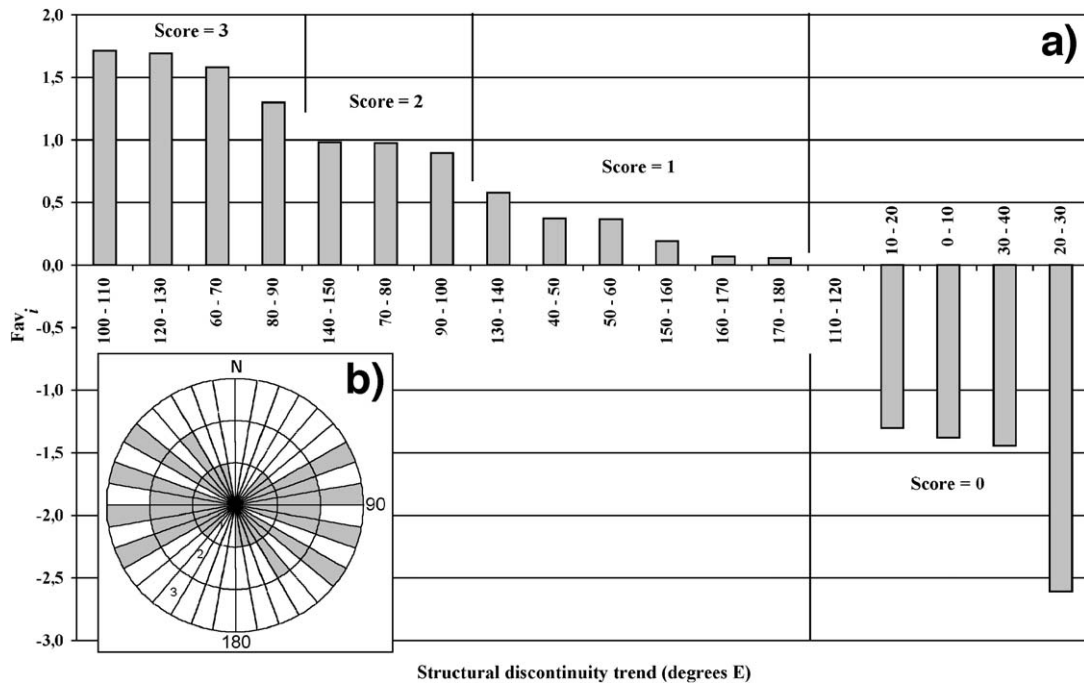 a)
2,0
1,5
1,0
0,5
0,0
-0,5
-1,0
-1,5
-2,0
-2,5
-3,0
Fav i
Score = 3
Score = 2
Score = 1
Score = 0
100 - 110
120 - 130
60 - 70
80 - 90
140 - 150
70 - 80
90 - 100
130 - 140
40 - 50
50 - 60
150 - 160
160 - 170
170 - 180
110 - 120
10 - 20
0 - 10
30 - 40
20 - 30
b)
N
90
2
3
180
Structural discontinuity trend (degrees E)